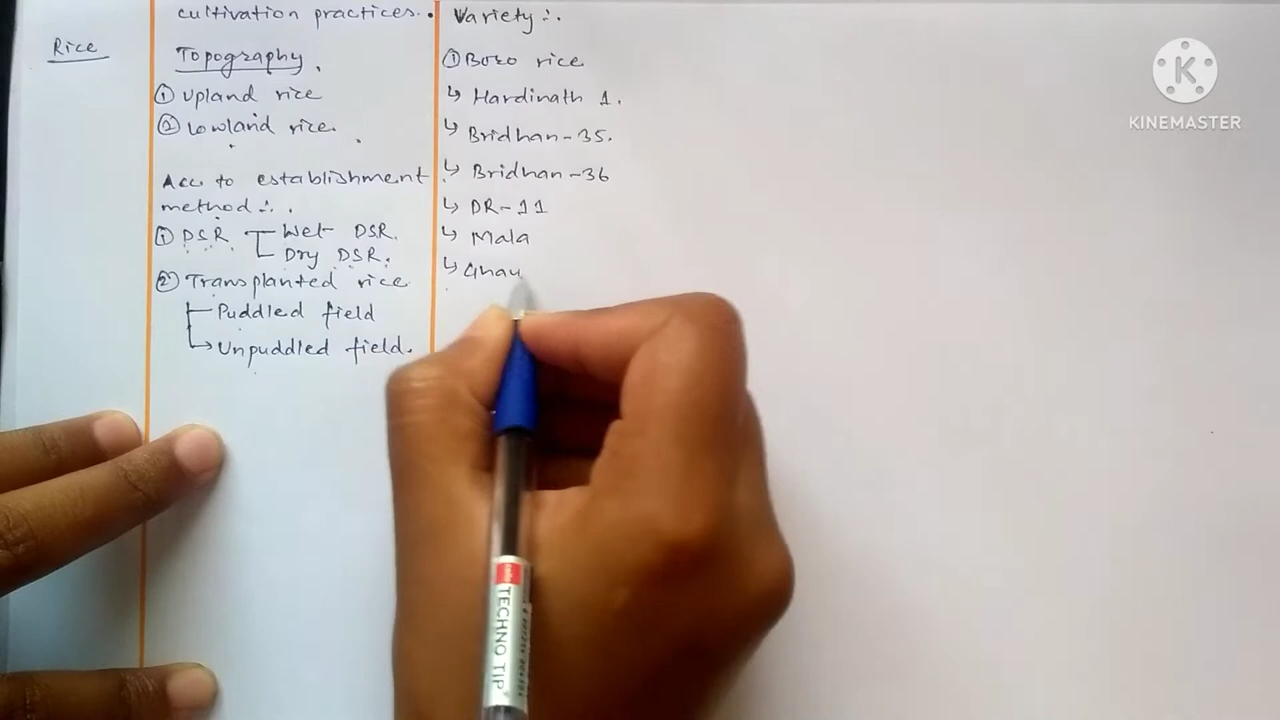 cultivation practices.
Rice
Topography
① Upland rice
② Lowland rice.
Acc. to establishment
method :.
① DSR Wet DSR.
Dry DSR.
② Transplanted rice
Puddled field
Unpuddled field.
Variety :.
① Boro rice
↳ Hardinath 1.
↳ Bridhan-35.
↳ Bridhan-36
↳ DR-11
↳ Mala
↳ Ghau
K
KINEMASTER
cello
TECHNO TIP